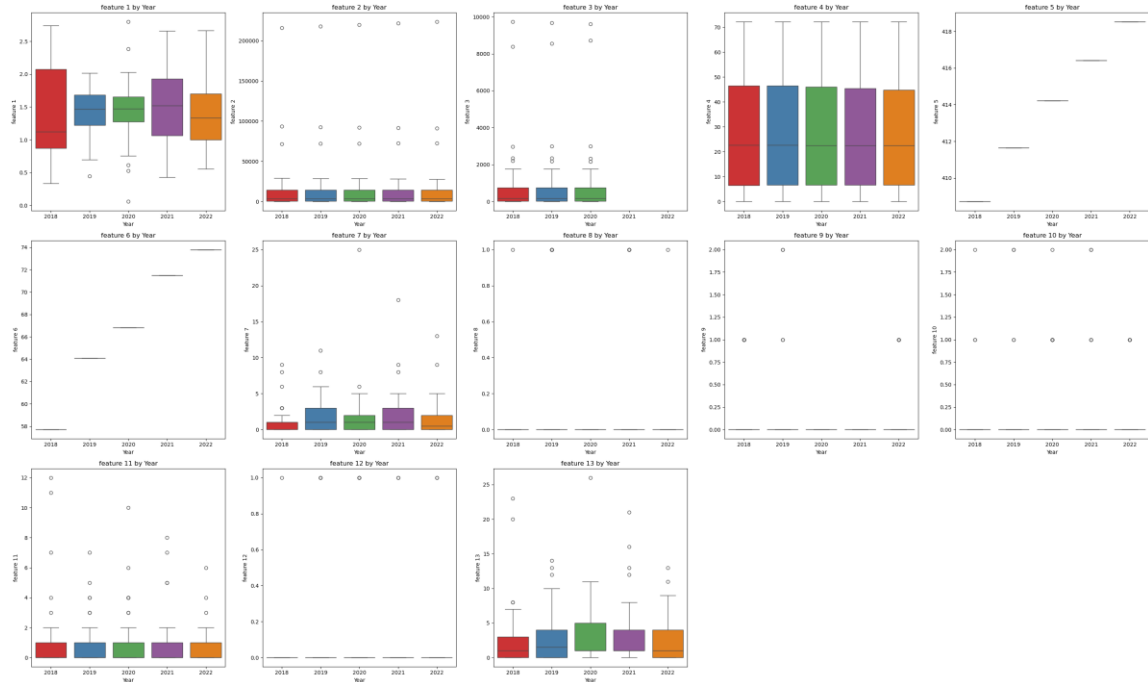 feature 1 by Year
feature 2 by Year
feature 3 by Year
feature 4 by Year
feature 5 by Year
2.5
2.0
1.5
1.0
0.5
0.0
feature 1
2018 2019 2020 2021 2022
Year
200000
150000
100000
50000
0
feature 2
2018 2019 2020 2021 2022
Year
10000
8000
6000
4000
2000
0
feature 3
2018 2019 2020 2021 2022
Year
70
60
50
40
30
20
10
0
feature 4
2018 2019 2020 2021 2022
Year
418
416
414
412
410
feature 5
2018 2019 2020 2021 2022
Year
feature 6 by Year
feature 7 by Year
feature 8 by Year
feature 9 by Year
feature 10 by Year
74
72
70
68
66
64
62
60
58
feature 6
2018 2019 2020 2021 2022
Year
25
20
15
10
5
0
feature 7
2018 2019 2020 2021 2022
Year
1.0
0.8
0.6
0.4
0.2
0.0
feature 8
2018 2019 2020 2021 2022
Year
2.00
1.75
1.50
1.25
1.00
0.75
0.50
0.25
0.00
feature 9
2018 2019 2020 2021 2022
Year
2.00
1.75
1.50
1.25
1.00
0.75
0.50
0.25
0.00
feature 10
2018 2019 2020 2021 2022
Year
feature 11 by Year
feature 12 by Year
feature 13 by Year
12
10
8
6
4
2
0
feature 11
2018 2019 2020 2021 2022
Year
1.0
0.8
0.6
0.4
0.2
0.0
feature 12
2018 2019 2020 2021 2022
Year
25
20
15
10
5
0
feature 13
2018 2019 2020 2021 2022
Year